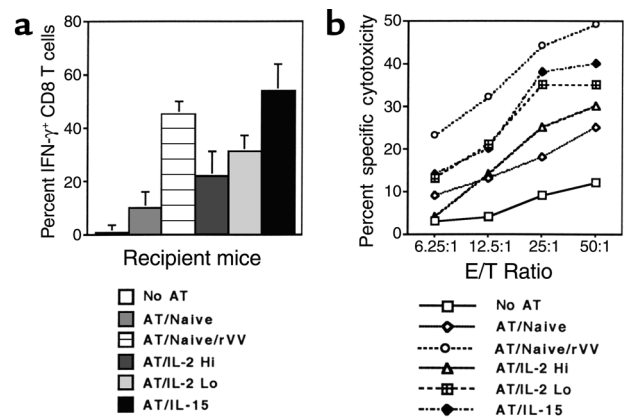 a
Percent IFN-γ+ CD8 T cells
80
60
40
20
0
Recipient mice
No AT
AT/Naive
AT/Naive/rVV
AT/IL-2 Hi
AT/IL-2 Lo
AT/IL-15
b
Percent specific cytotoxicity
50
40
30
20
10
0
6.25:1 12.5:1 25:1 50:1
E/T Ratio
No AT
AT/Naive
AT/Naive/rVV
AT/IL-2 Hi
AT/IL-2 Lo
AT/IL-15